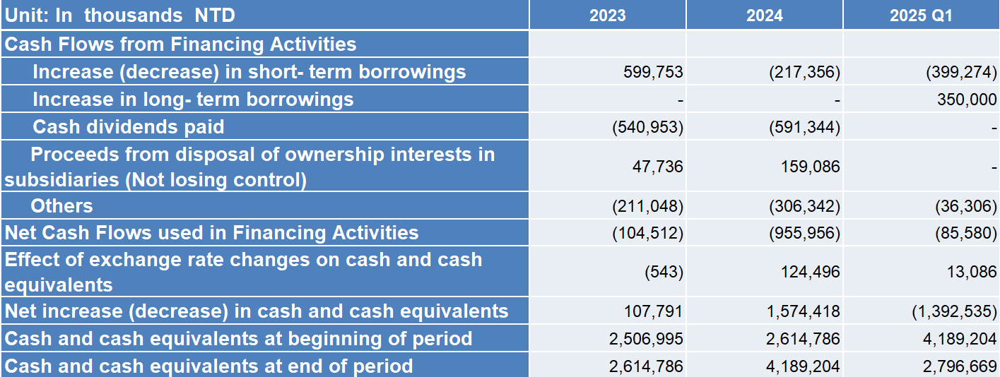 Unit: In thousands NTD 2023 2024 2025 Q1
Cash Flows from Financing Activities
Increase (decrease) in short- term borrowings 599,753 (217,356) (399,274)
Increase in long- term borrowings - - 350,000
Cash dividends paid (540,953) (591,344) -
Proceeds from disposal of ownership interests in
subsidiaries (Not losing control) 47,736 159,086 -
Others (211,048) (306,342) (36,306)
Net Cash Flows used in Financing Activities (104,512) (955,956) (85,580)
Effect of exchange rate changes on cash and cash
equivalents (543) 124,496 13,086
Net increase (decrease) in cash and cash equivalents 107,791 1,574,418 (1,392,535)
Cash and cash equivalents at beginning of period 2,506,995 2,614,786 4,189,204
Cash and cash equivalents at end of period 2,614,786 4,189,204 2,796,669